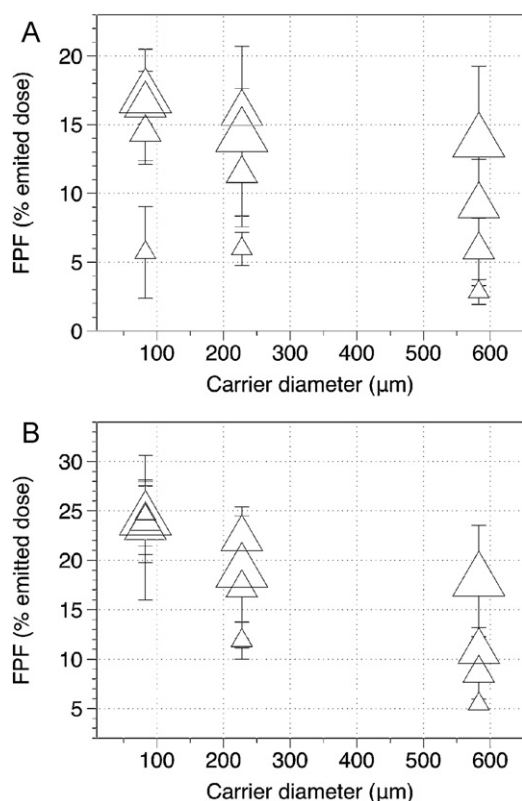 A
FPF (% emited dose)
20
15
10
5
0
100 200 300 400 500 600
Carrier diameter (µm)
B
FPF (% emitted dose)
30
25
20
15
10
5
100 200 300 400 500 600
Carrier diameter (µm)